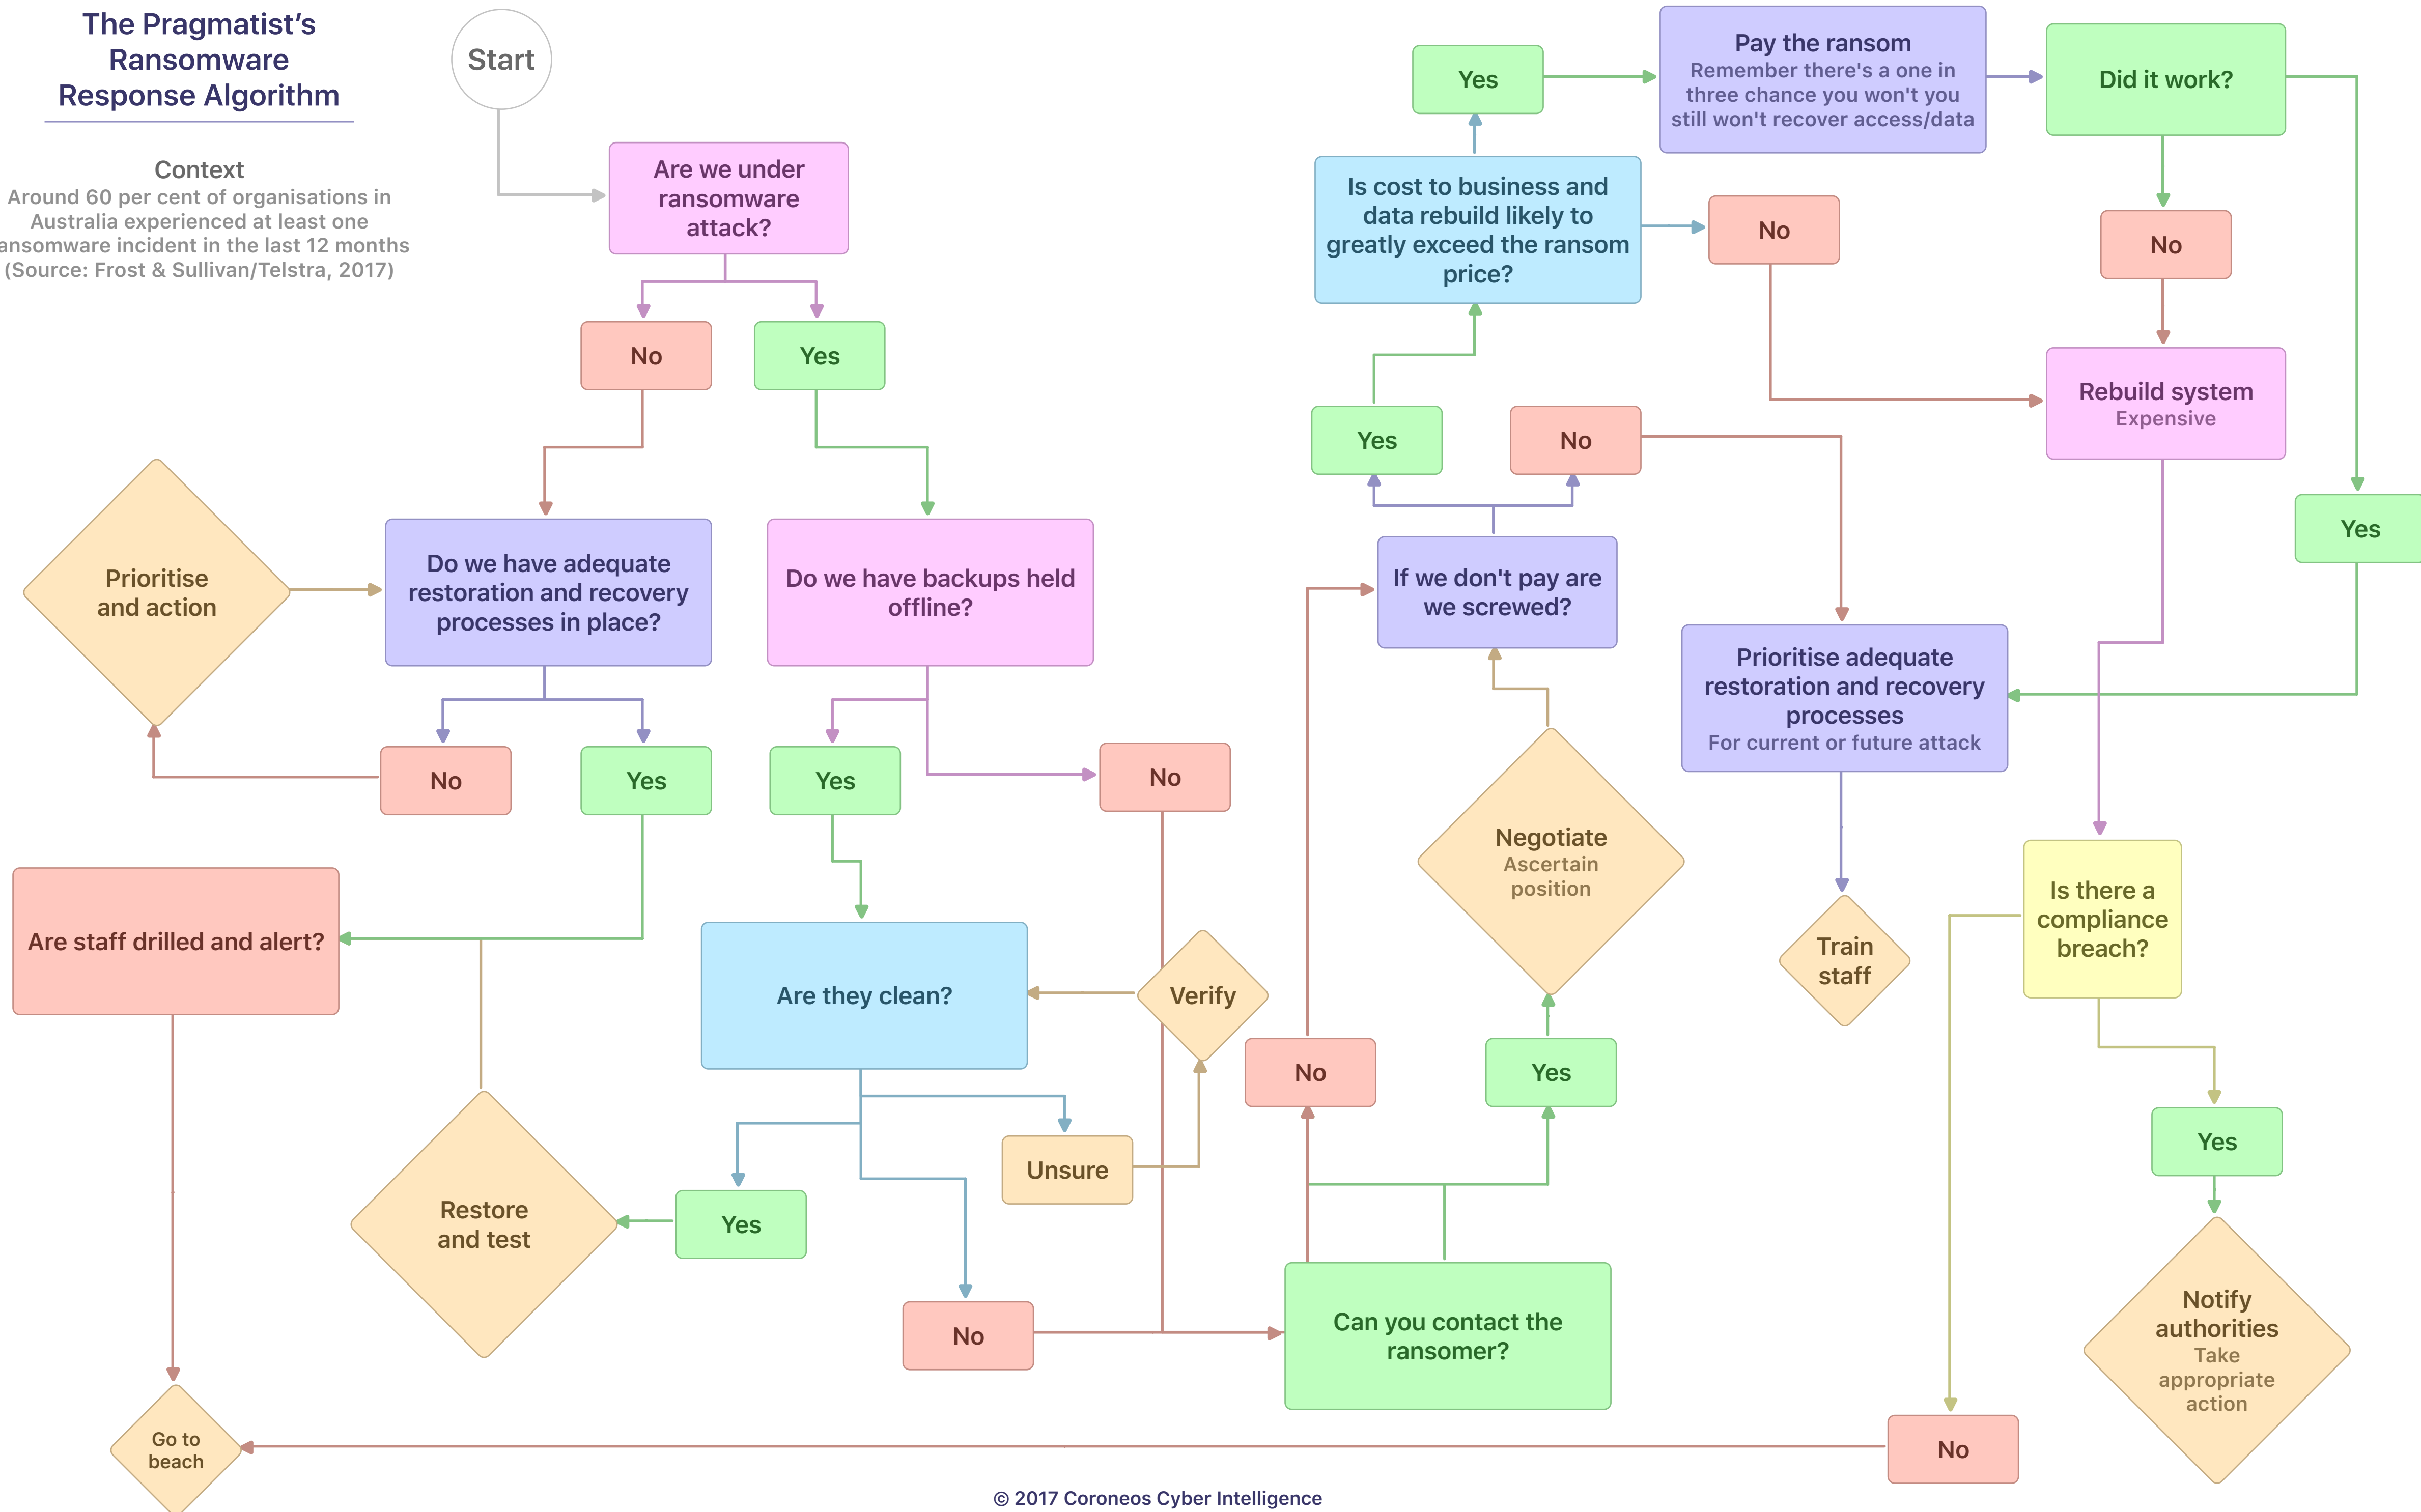 The Pragmatist's
Ransomware
Response Algorithm
Context
Around 60 per cent of organisations in
Australia experienced at least one
ansomware incident in the last 12 months
(Source: Frost & Sullivan/Telstra, 2017)
Start
Are we under
ransomware
attack?
No
Yes
Prioritise
and action
Do we have adequate
restoration and recovery
processes in place?
Do we have backups held
offline?
No
Yes
Yes
No
Are staff drilled and alert?
Are they clean?
Verify
Unsure
Restore
and test
Yes
No
Go to
beach
Can you contact the
ransomer?
No
Yes
Negotiate
Ascertain
position
If we don't pay are
we screwed?
Yes
No
Is cost to business and
data rebuild likely to
greatly exceed the ransom
price?
Yes
No
Pay the ransom
Remember there's a one in
three chance you won't you
still won't recover access/data
Did it work?
No
Yes
Rebuild system
Expensive
Prioritise adequate
restoration and recovery
processes
For current or future attack
Train
staff
Is there a
compliance
breach?
Yes
Notify
authorities
Take
appropriate
action
No
© 2017 Coroneos Cyber Intelligence